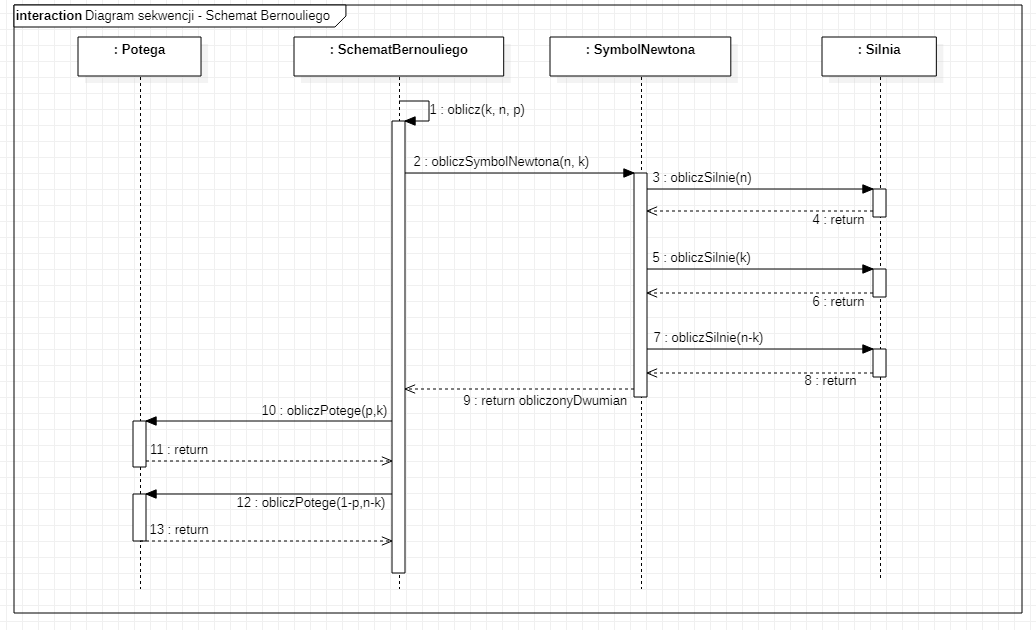 interaction Diagram sekwencji - Schemat Bernouliego
: Potega
: SchematBernouliego
: SymbolNewtona
: Silnia
1 : oblicz(k, n, p)
2 : obliczSymbolNewtona(n, k)
3 : obliczSilnie(n)
4 : return
5 : obliczSilnie(k)
6 : return
7 : obliczSilnie(n-k)
8 : return
9 : return obliczonyDwumian
10 : obliczPotege(p,k)
11 : return
12 : obliczPotege(1-p,n-k)
13 : return